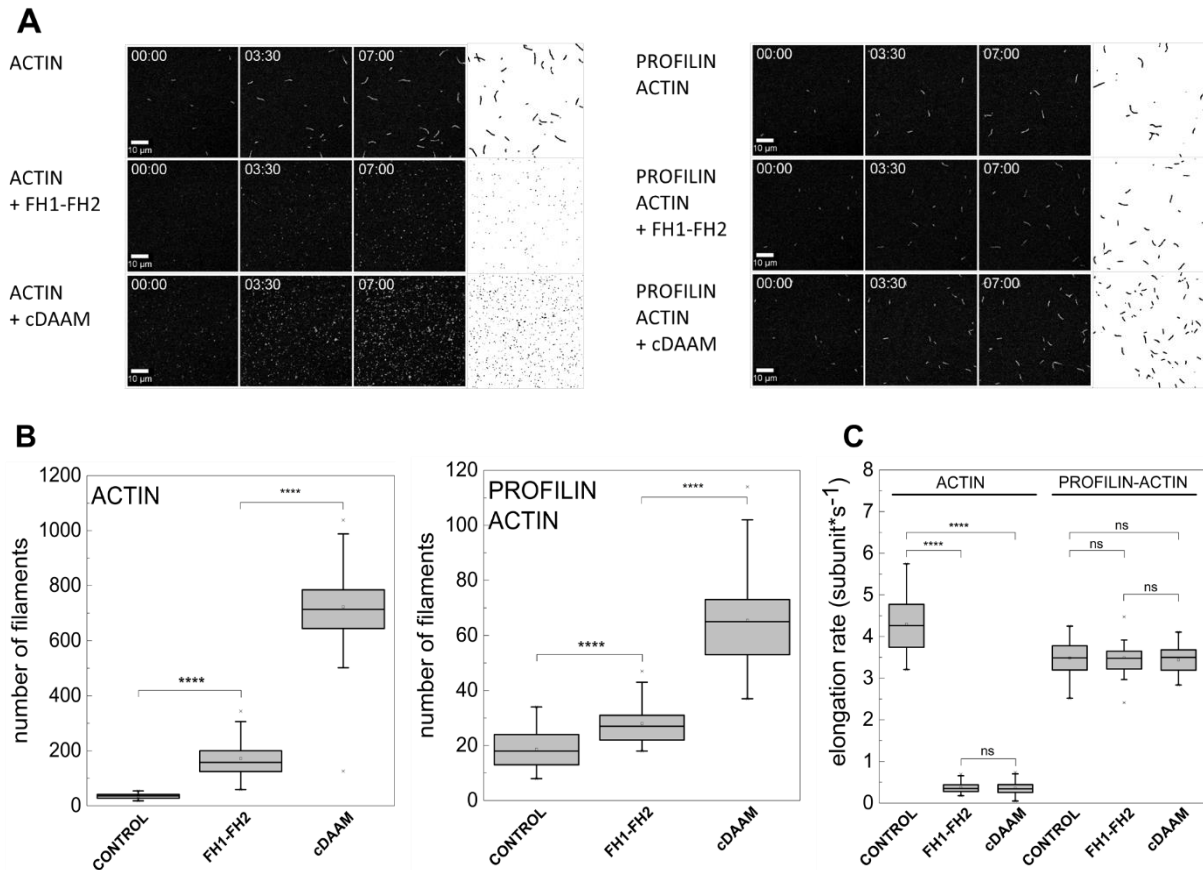 A
ACTIN
00:00
03:30
07:00
10 µm
ACTIN
+ FH1-FH2
00:00
03:30
07:00
10 µm
ACTIN
+ cDAAM
00:00
03:30
07:00
10 µm
PROFILIN
ACTIN
00:00
03:30
07:00
10 µm
PROFILIN
ACTIN
+ FH1-FH2
00:00
03:30
07:00
10 µm
PROFILIN
ACTIN
+ cDAAM
00:00
03:30
07:00
10 µm
B
number of filaments
1200
1000
800
600
400
200
0
ACTIN
****
****
CONTROL
FH1-FH2
cDAAM
number of filaments
120
100
80
60
40
20
0
PROFILIN
ACTIN
****
****
CONTROL
FH1-FH2
cDAAM
C
elongation rate (subunit*s⁻¹)
8
7
6
5
4
3
2
1
0
ACTIN
PROFILIN-ACTIN
****
****
ns
ns
ns
ns
CONTROL
FH1-FH2
cDAAM
CONTROL
FH1-FH2
cDAAM